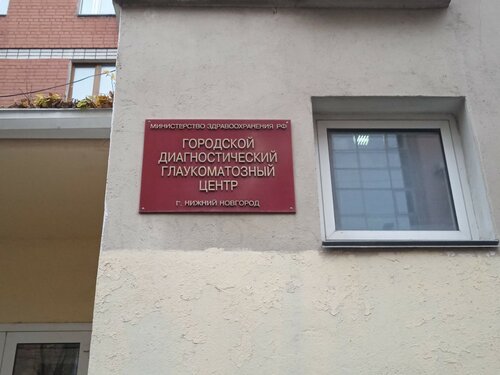 МИНИСТЕРСТВО ЗДРАВООХРАНЕНИЯ РФ
ГОРОДСКОЙ
ДИАГНОСТИЧЕСКИЙ
ГЛАУКОМАТОЗНЫЙ
ЦЕНТР
Г. НИЖНИЙ НОВГОРОД